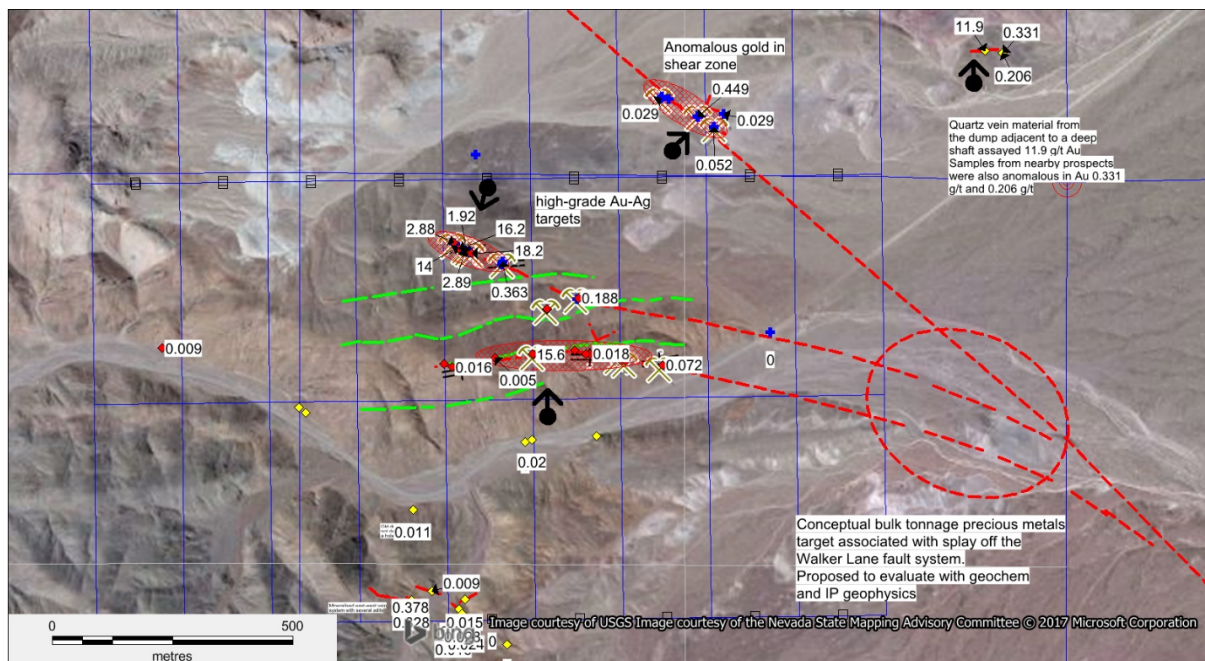 11.9
0.331
0.206
Anomalous gold in
shear zone
0.449
0.029
0.029
0.052
Quartz vein material from
the dump adjacent to a deep
shaft assayed 11.9 g/t Au
Samples from nearby prospects
were also anomalous in Au 0.331
g/t and 0.206 g/t
high-grade Au-Ag
targets
1.92
2.88
16.2
18.2
14
2.89
0.363
0.188
0.009
15.6
0.018
0.016
0.005
0.072
0
0.02
0.011
Conceptual bulk tonnage precious metals
target associated with splay off the
Walker Lane fault system.
Proposed to evaluate with geochem
and IP geophysics
0.009
0.378
0.015
0
0 500
metres
bing
Image courtesy of USGS Image courtesy of the Nevada State Mapping Advisory Committee © 2017 Microsoft Corporation